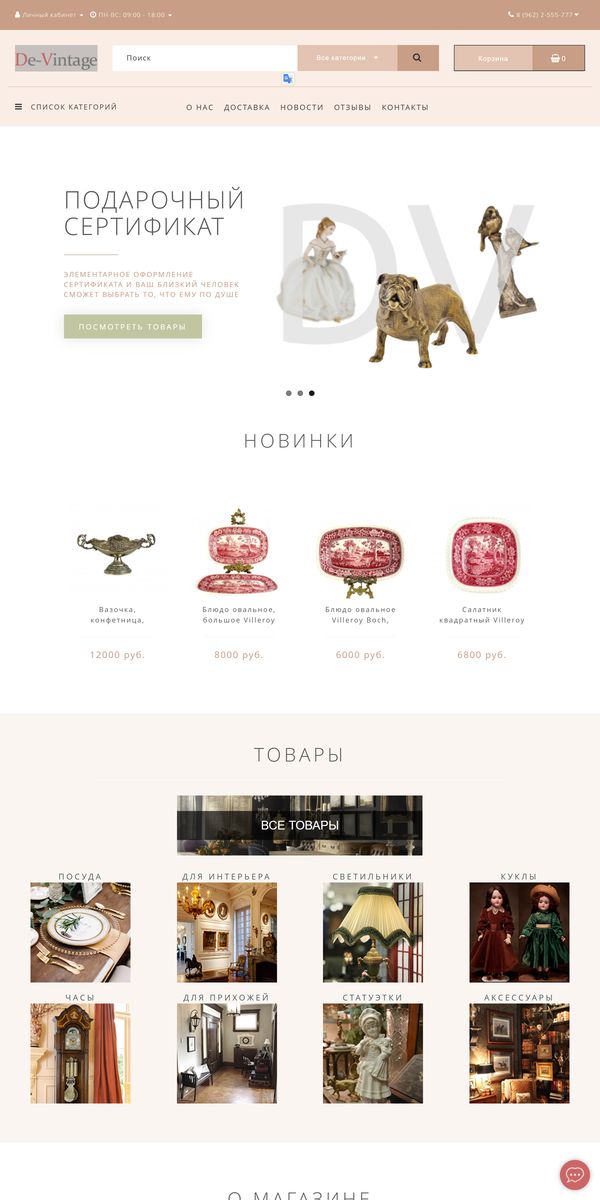 Личный кабинет
ПН-ВС: 09:00 - 18:00
8 (962) 2-555-777
De-Vintage
Поиск
Все категории
Корзина
0
СПИСОК КАТЕГОРИЙ
О НАС
ДОСТАВКА
НОВОСТИ
ОТЗЫВЫ
КОНТАКТЫ
DV
ПОДАРОЧНЫЙ
СЕРТИФИКАТ
ЭЛЕМЕНТАРНОЕ ОФОРМЛЕНИЕ
СЕРТИФИКАТА И ВАШ БЛИЗКИЙ ЧЕЛОВЕК
СМОЖЕТ ВЫБРАТЬ ТО, ЧТО ЕМУ ПО ДУШЕ
ПОСМОТРЕТЬ ТОВАРЫ
НОВИНКИ
Вазочка,
конфетница,
12000 руб.
Блюдо овальное,
большое Villeroy
8000 руб.
Блюдо овальное
Villeroy Boch,
6000 руб.
Салатник
квадратный Villeroy
6800 руб.
ТОВАРЫ
ВСЕ ТОВАРЫ
ПОСУДА
ДЛЯ ИНТЕРЬЕРА
СВЕТИЛЬНИКИ
КУКЛЫ
ЧАСЫ
ДЛЯ ПРИХОЖЕЙ
СТАТУЭТКИ
АКСЕССУАРЫ
О МАГАЗИНЕ